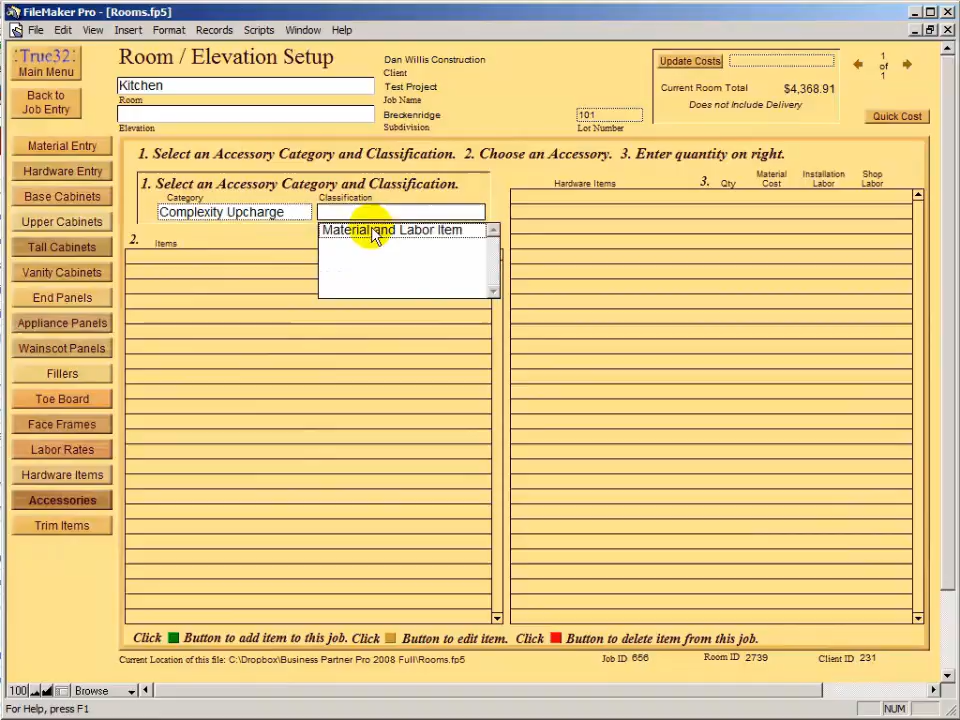 FileMaker Pro - [Rooms.fp5]
File Edit View Insert Format Records Scripts Window Help
True32
Main Menu
Back to
Job Entry
Room / Elevation Setup
Kitchen
Room
Elevation
Dan Willis Construction
Client
Test Project
Job Name
Breckenridge
Subdivision
101
Lot Number
Update Costs
Current Room Total $4,368.91
Does not Include Delivery
1
of
1
Quick Cost
Material Entry
Hardware Entry
Base Cabinets
Upper Cabinets
Tall Cabinets
Vanity Cabinets
End Panels
Appliance Panels
Wainscot Panels
Fillers
Toe Board
Face Frames
Labor Rates
Hardware Items
Accessories
Trim Items
1. Select an Accessory Category and Classification. 2. Choose an Accessory. 3. Enter quantity on right.
1. Select an Accessory Category and Classification.
Category Classification
Complexity Upcharge
Material and Labor Item
2. Items
Hardware Items 3. Qty Material Cost Installation Labor Shop Labor
Click Button to add item to this job. Click Button to edit item. Click Button to delete item from this job.
Current Location of this file: C:\Dropbox\Business Partner Pro 2008 Full\Rooms.fp5 Job ID 656 Room ID 2739 Client ID 231
100 Browse
For Help, press F1 NUM